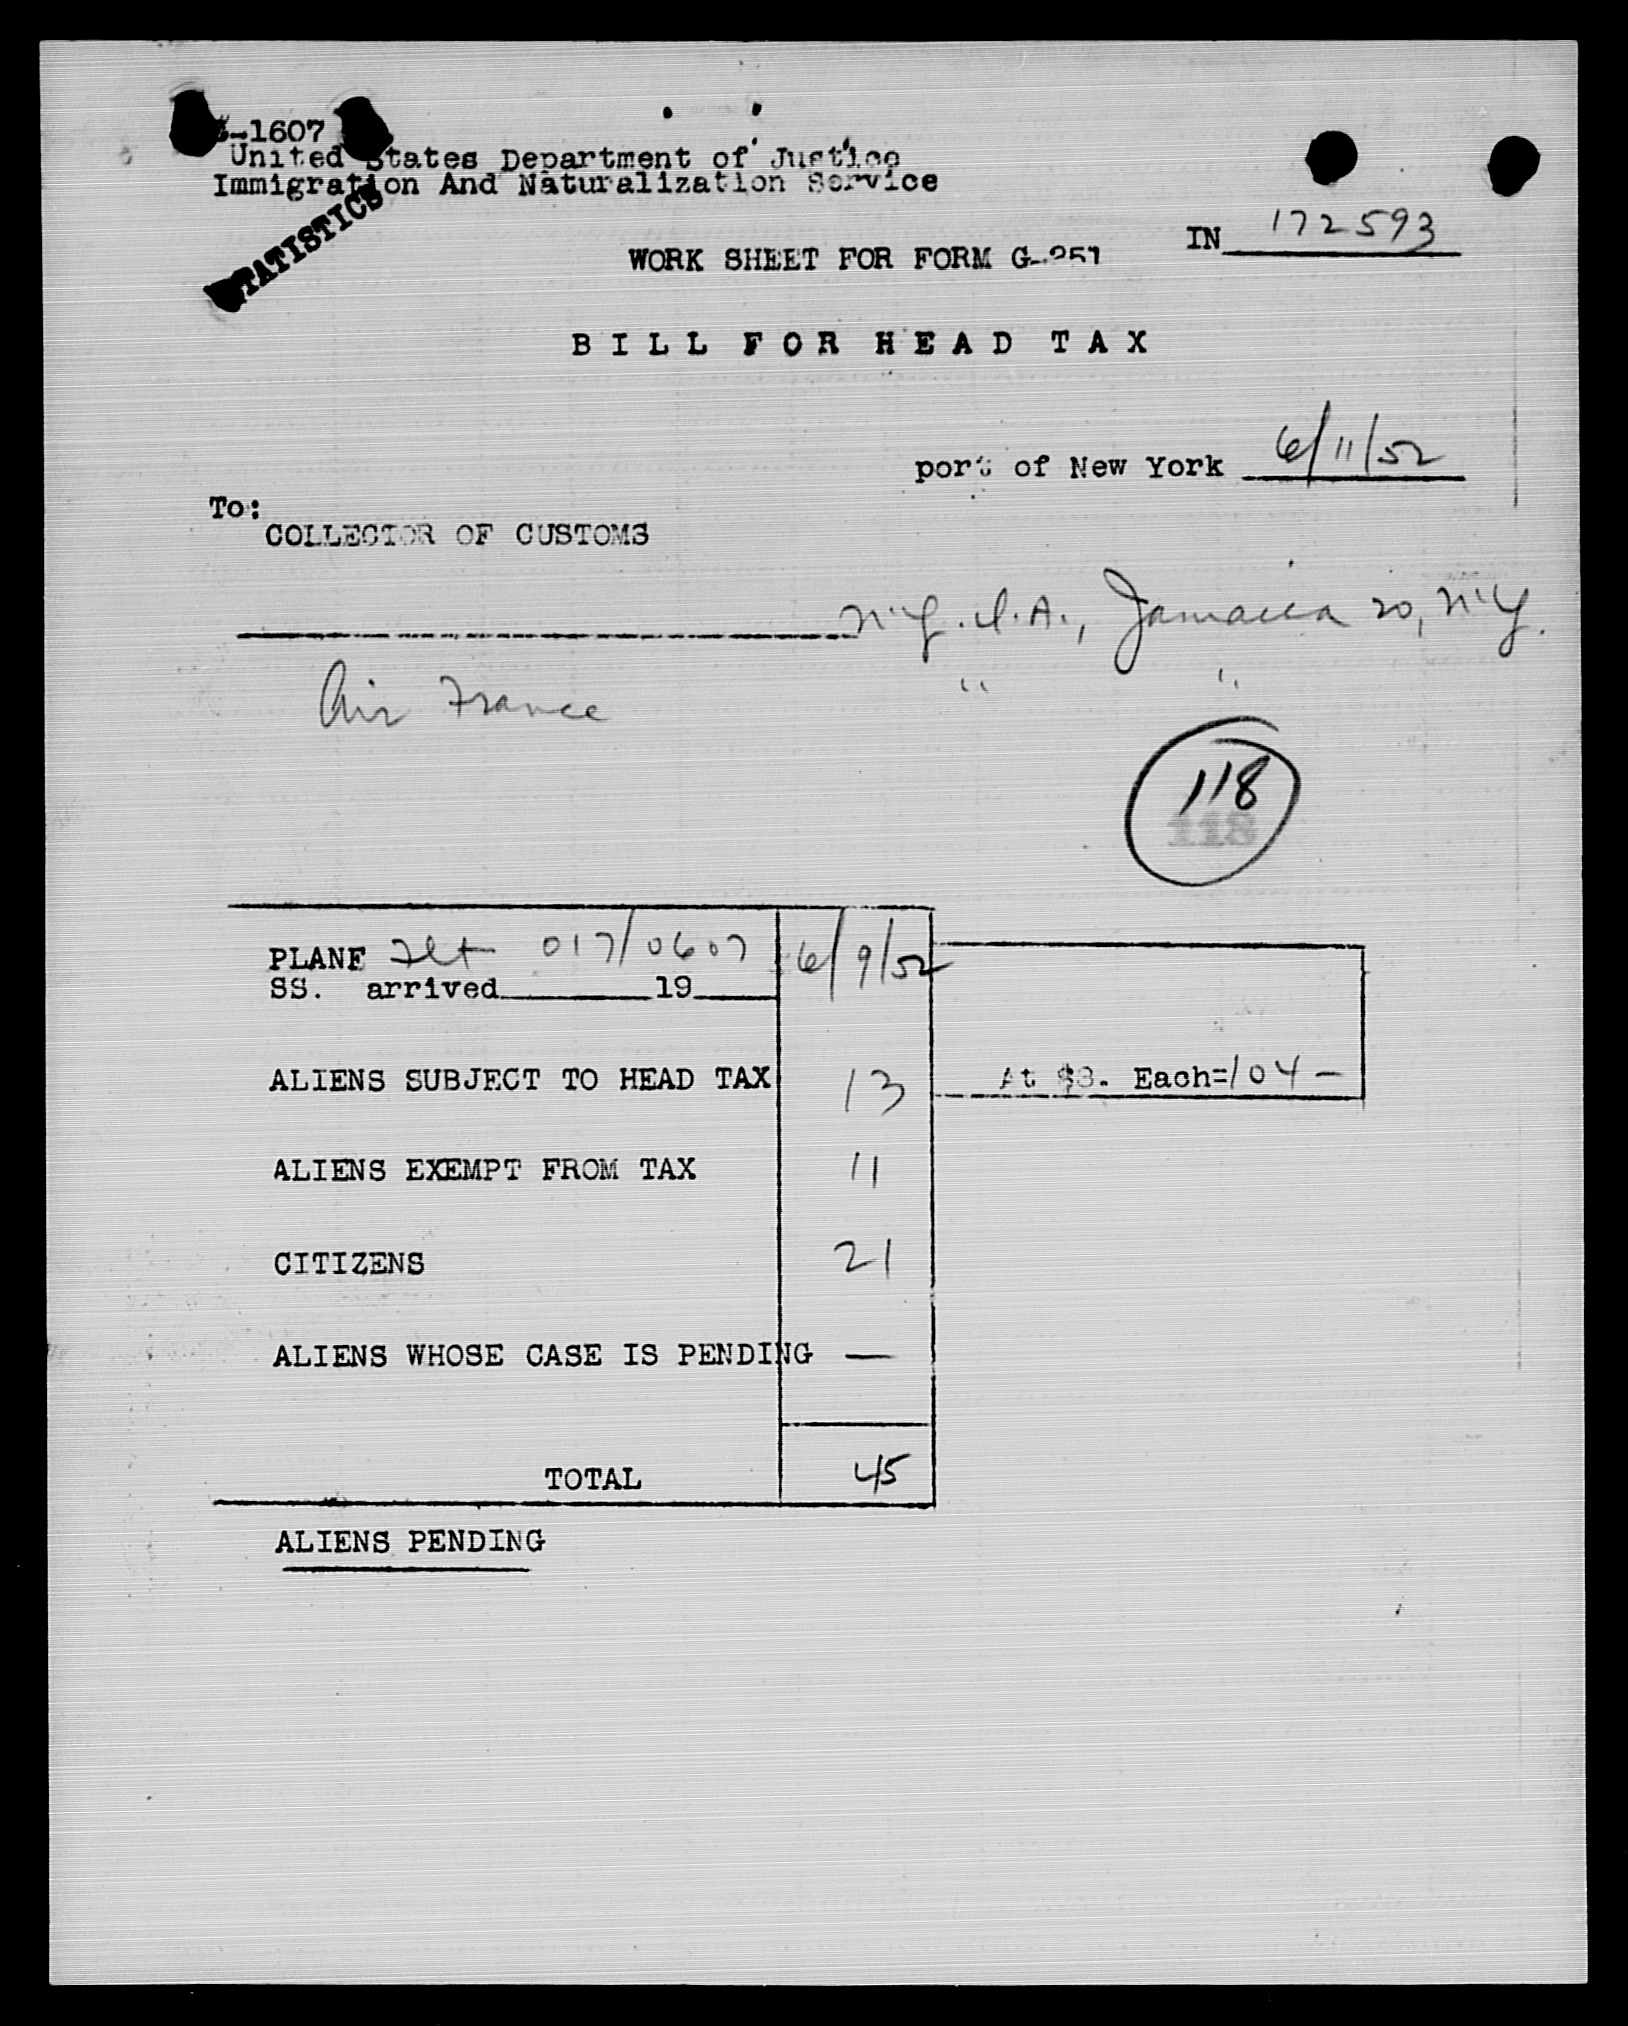 -1607
United States Department of Justice
Immigration And Naturalization Service
STATISTICS
IN 172593
WORK SHEET FOR FORM G-251
BILL FOR HEAD TAX
port of New York 6/11/52
To:
COLLECTOR OF CUSTOMS
N.Y.I.A., Jamaica 20, N.Y.
Air France " "
118
118
PLANE Flt 017/0607 6/9/52
SS. arrived 19
ALIENS SUBJECT TO HEAD TAX 13 At $8. Each=104-
ALIENS EXEMPT FROM TAX 11
CITIZENS 21
ALIENS WHOSE CASE IS PENDING —
TOTAL 45
ALIENS PENDING